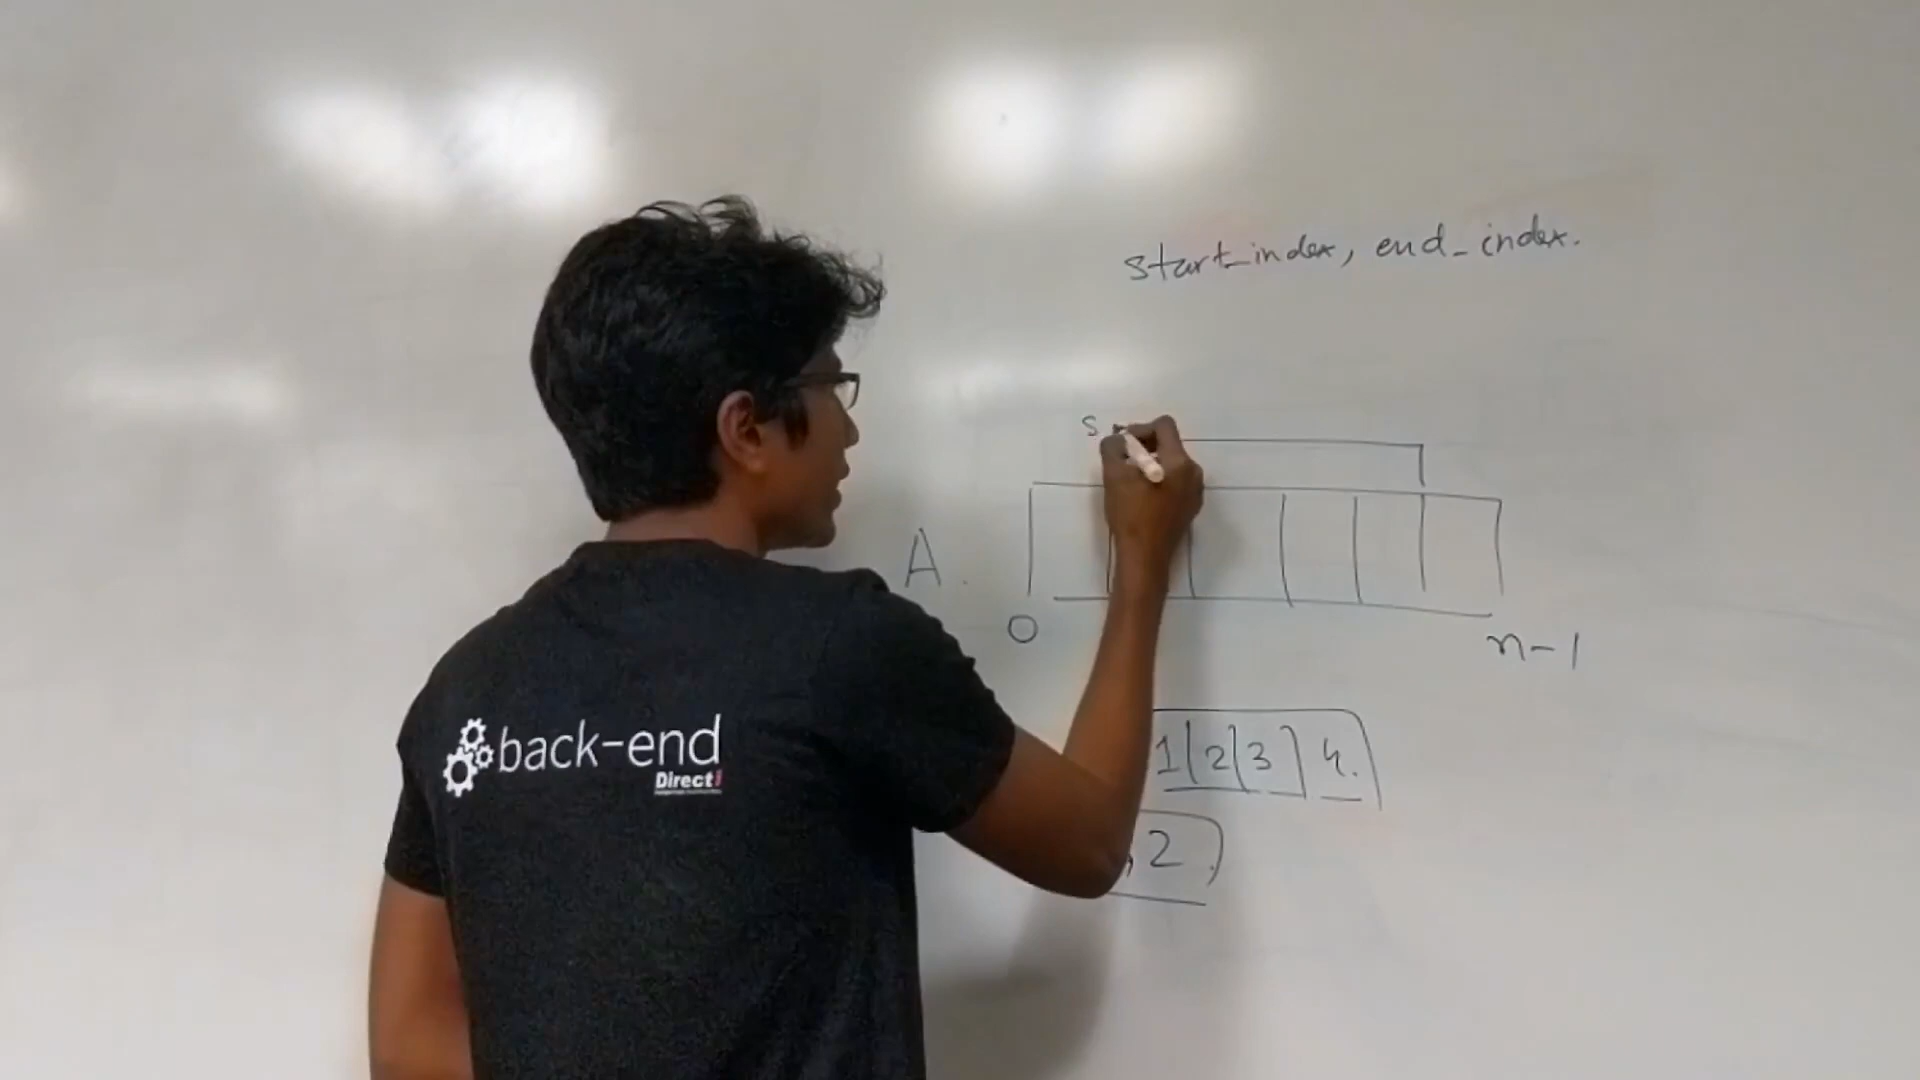 start_index, end_index.
s
A.
0
n-1
1 2 3 4.
, 2
back-end
Directi